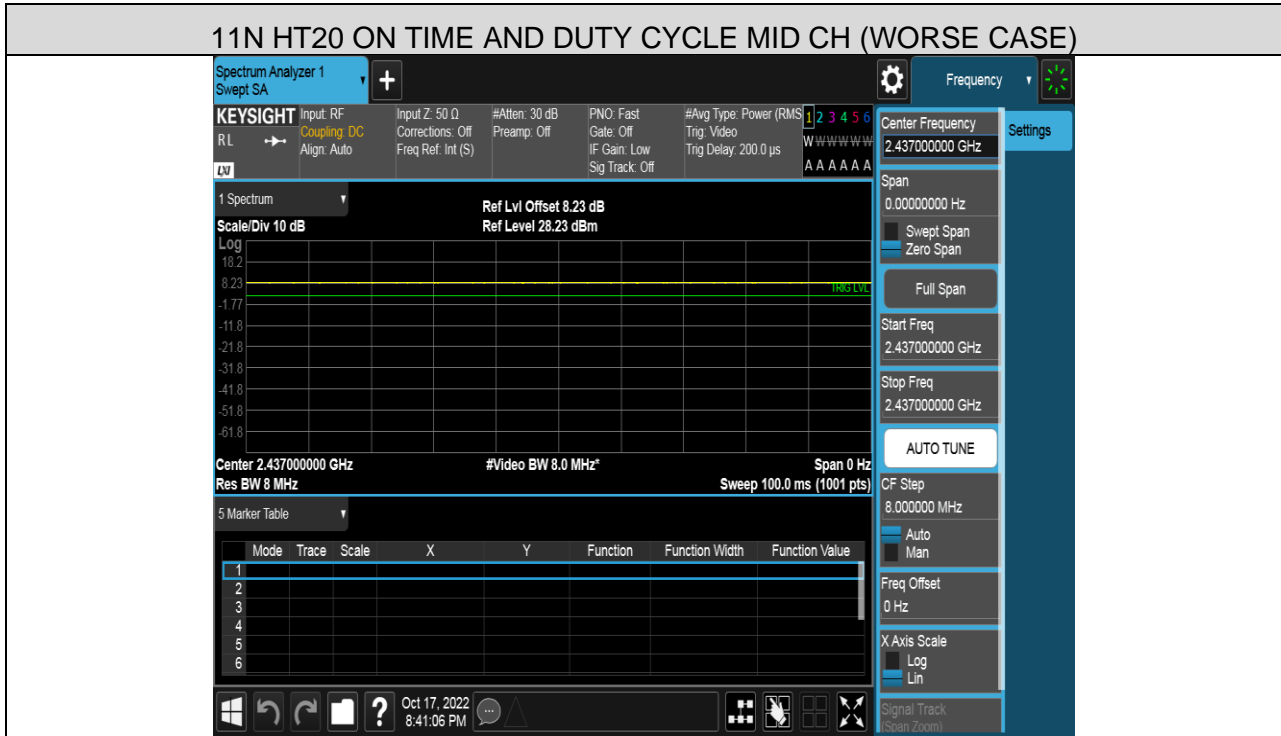 11N HT20 ON TIME AND DUTY CYCLE MID CH (WORSE CASE)
Spectrum Analyzer 1
Swept SA
Frequency
KEYSIGHT
RL
LXI
Input: RF
Coupling: DC
Align: Auto
Input Z: 50 Ω
Corrections: Off
Freq Ref: Int (S)
#Atten: 30 dB
Preamp: Off
PNO: Fast
Gate: Off
IF Gain: Low
Sig Track: Off
#Avg Type: Power (RMS
Trig: Video
Trig Delay: 200.0 µs
1 2 3 4 5 6
W W W W W W
A A A A A A
1 Spectrum
Scale/Div 10 dB
Ref Lvl Offset 8.23 dB
Ref Level 28.23 dBm
Log
18.2
8.23
-1.77
-11.8
-21.8
-31.8
-41.8
-51.8
-61.8
TRIG LVL
Center 2.437000000 GHz
#Video BW 8.0 MHz*
Span 0 Hz
Res BW 8 MHz
Sweep 100.0 ms (1001 pts)
5 Marker Table
Mode Trace Scale X Y Function Function Width Function Value
1
2
3
4
5
6
Center Frequency
2.437000000 GHz
Settings
Span
0.00000000 Hz
Swept Span
Zero Span
Full Span
Start Freq
2.437000000 GHz
Stop Freq
2.437000000 GHz
AUTO TUNE
CF Step
8.000000 MHz
Auto
Man
Freq Offset
0 Hz
X Axis Scale
Log
Lin
Signal Track
(Span Zoom)
?
Oct 17, 2022
8:41:06 PM